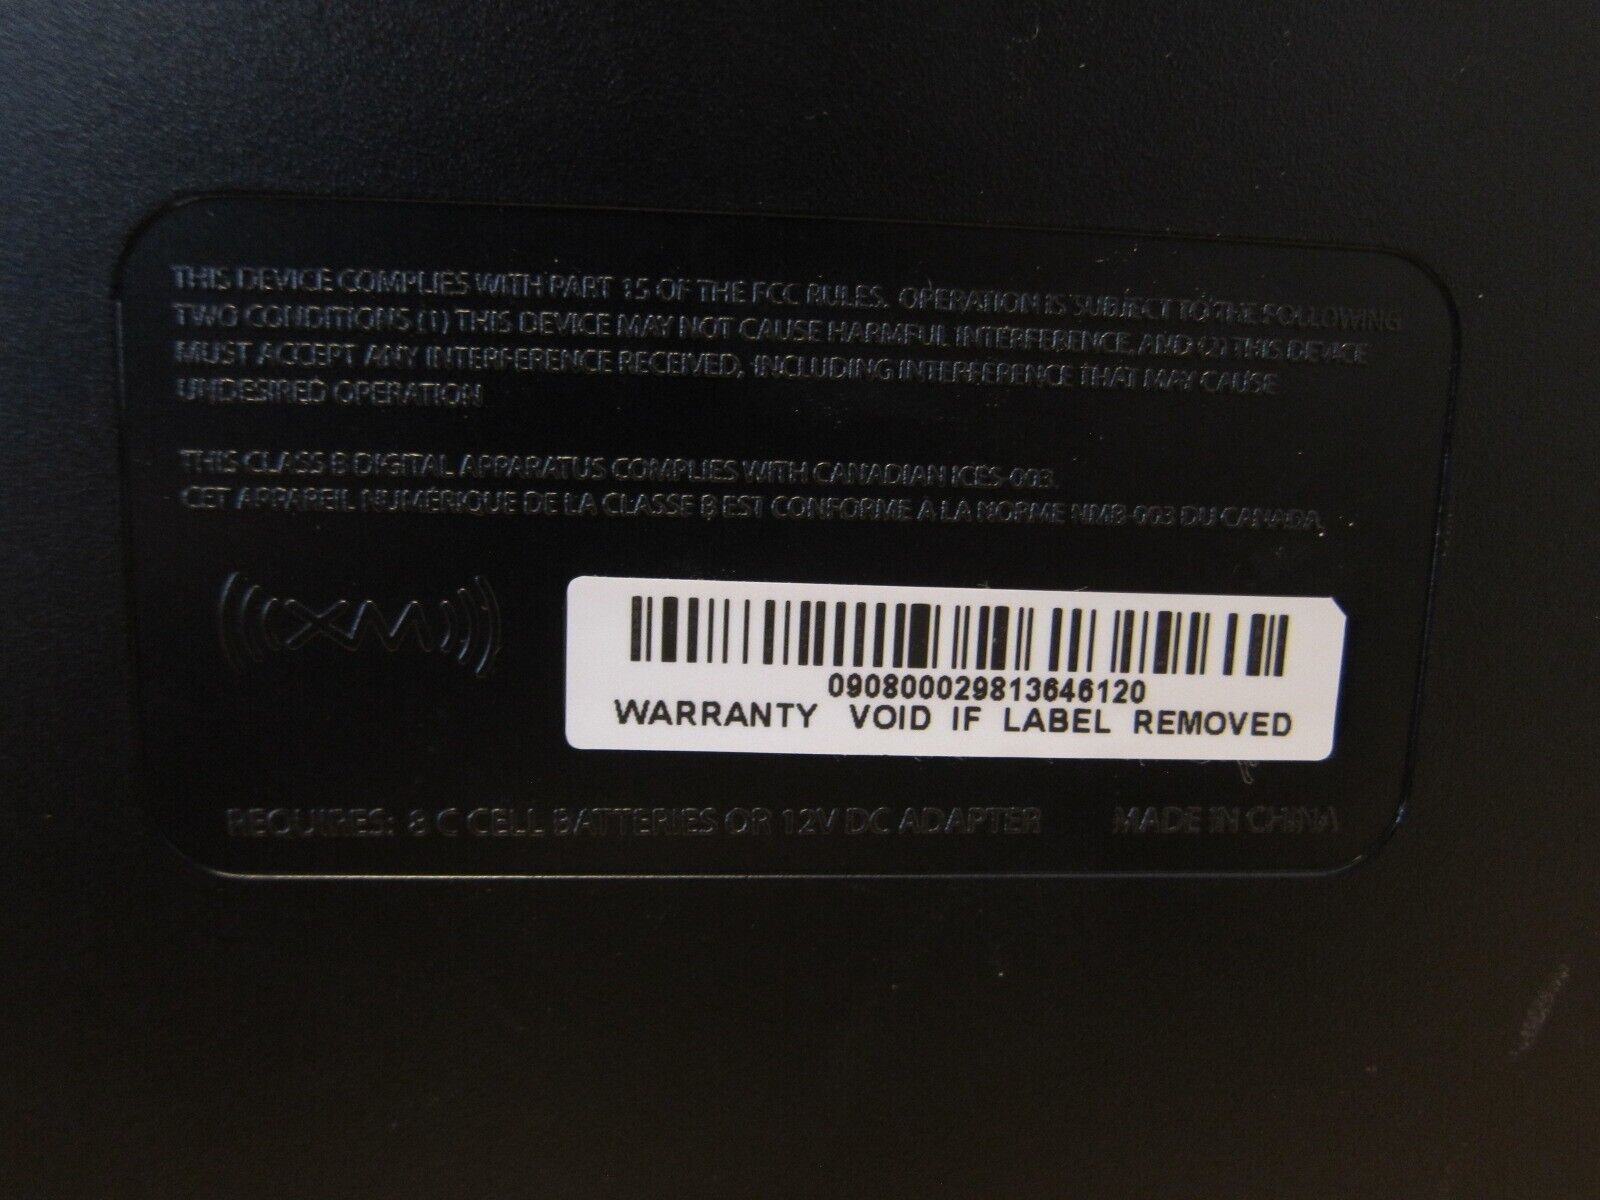 THIS DEVICE COMPLIES WITH PART 15 OF THE FCC RULES. OPERATION IS SUBJECT TO THE FOLLOWING
TWO CONDITIONS (1) THIS DEVICE MAY NOT CAUSE HARMFUL INTERFERENCE, AND (2) THIS DEVICE
MUST ACCEPT ANY INTERFERENCE RECEIVED, INCLUDING INTERFERENCE THAT MAY CAUSE
UNDESIRED OPERATION
THIS CLASS B DIGITAL APPARATUS COMPLIES WITH CANADIAN ICES-003.
CET APPAREIL NUMÉRIQUE DE LA CLASSE B EST CONFORME À LA NORME NMB-003 DU CANADA.
XM
090800029813646120
WARRANTY VOID IF LABEL REMOVED
REQUIRES: 8 C CELL BATTERIES OR 12V DC ADAPTER MADE IN CHINA